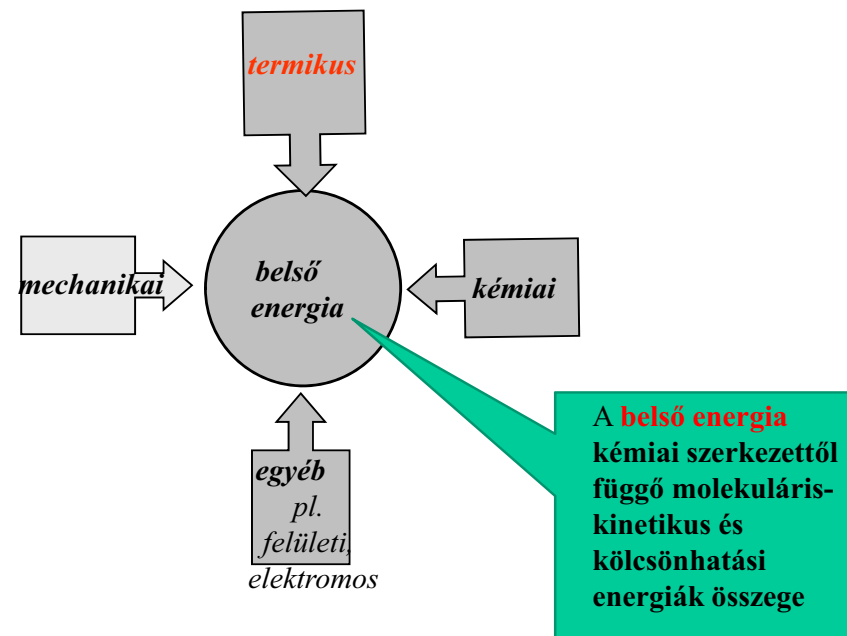 termikus
mechanikai
belső
energia
kémiai
egyéb
pl.
felületi,
elektromos
A belső energia
kémiai szerkezettől
függő molekuláris-
kinetikus és
kölcsönhatási
energiák összege